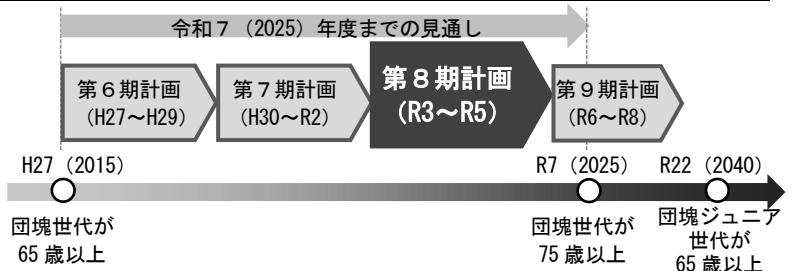 令和７（2025）年度までの見通し
第６期計画
（H27～H29）
第７期計画
（H30～R2）
第８期計画
（R3～R5）
第９期計画
（R6～R8）
H27（2015）
R7（2025）
R22（2040）
団塊世代が
65 歳以上
団塊世代が
75 歳以上
団塊ジュニア
世代が
65 歳以上